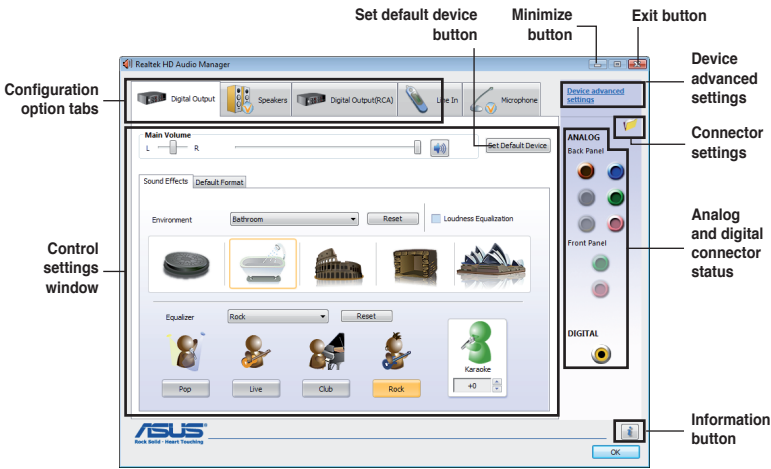 Set default device
button
Minimize
button
Exit button
Configuration
option tabs
Control
settings
window
Device
advanced
settings
Connector
settings
Analog
and digital
connector
status
Information
button
Realtek HD Audio Manager
Digital Output
Speakers
Digital Output(RCA)
Line In
Microphone
Device advanced
settings
Main Volume
L
R
Set Default Device
Sound Effects
Default Format
Environment
Bathroom
Reset
Loudness Equalization
Equalizer
Rock
Reset
Pop
Live
Club
Rock
Karaoke
+0
ANALOG
Back Panel
Front Panel
DIGITAL
ASUS
Rock Solid · Heart Touching
OK